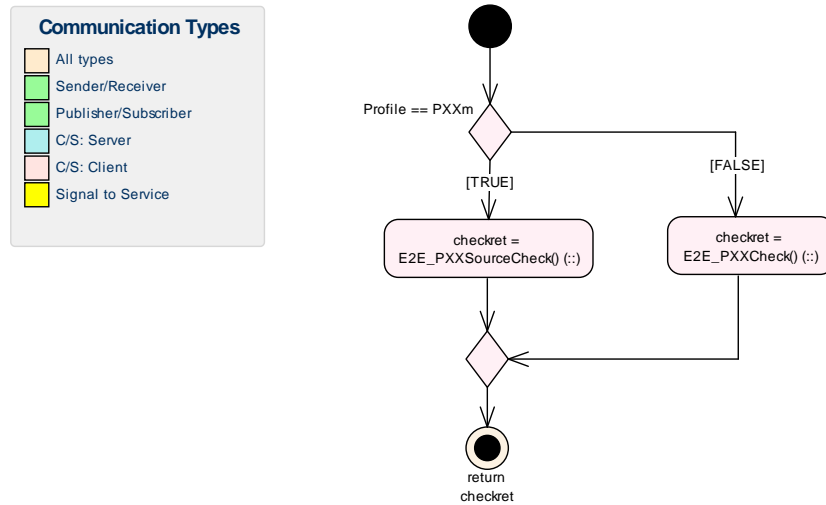 Communication Types
All types
Sender/Receiver
Publisher/Subscriber
C/S: Server
C/S: Client
Signal to Service
Profile == PXXm
[TRUE]
[FALSE]
checkret =
E2E_PXXSourceCheck() (::)
checkret =
E2E_PXXCheck() (::)
return
checkret